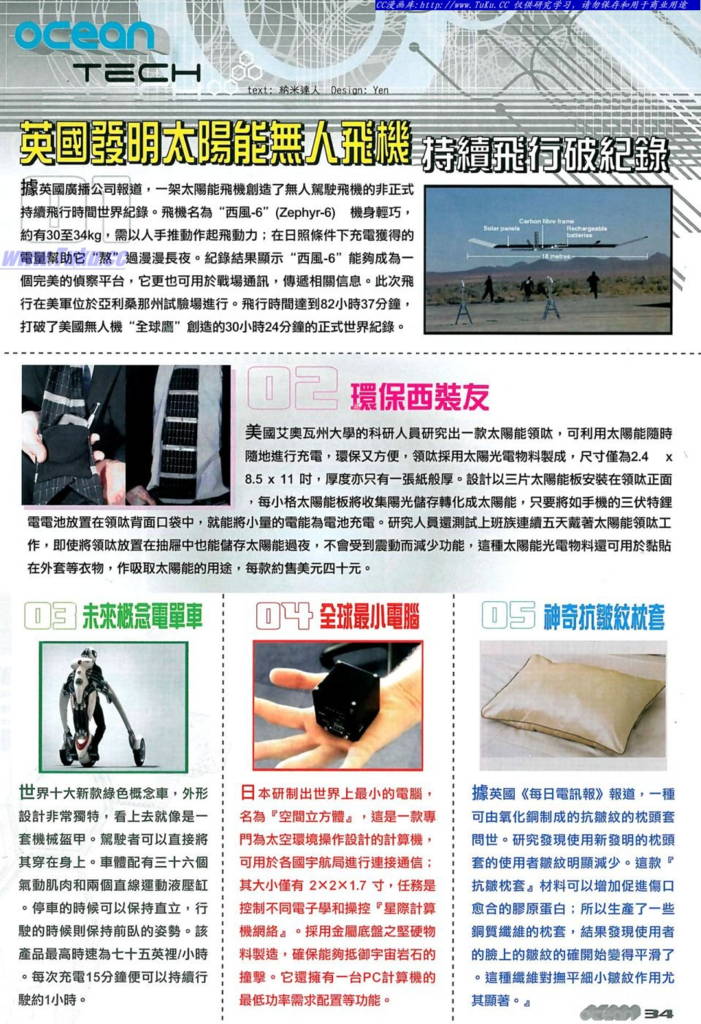 CC漫画库:http://www.TuKu.CC 仅供研究学习，请勿保存和用于商业用途
ocean
TECH
text: 納米達人 Design: Yen
英國發明太陽能無人飛機 持續飛行破紀錄
01
據英國廣播公司報道，一架太陽能飛機創造了無人駕駛飛機的非正式
持續飛行時間世界紀錄。飛機名為“西風-6”(Zephyr-6) 機身輕巧，
約有30至34kg，需以人手推動作起飛動力；在日照條件下充電獲得的
電量幫助它“熬”過漫漫長夜。紀錄結果顯示“西風-6”能夠成為一
個完美的偵察平台，它更也可用於戰場通訊，傳遞相關信息。此次飛
行在美軍位於亞利桑那州試驗場進行。飛行時間達到82小時37分鐘，
打破了美國無人機“全球鷹”創造的30小時24分鐘的正式世界紀錄。
www.Tuku.cc
Carbon fibre frame
Solar panels
Rechargeable
batteries
18 metres
02 環保西裝友
美國艾奧瓦州大學的科研人員研究出一款太陽能領呔，可利用太陽能隨時
隨地進行充電，環保又方便，領呔採用太陽光電物料製成，尺寸僅為2.4 x
8.5 x 11 吋，厚度亦只有一張紙般厚。設計以三片太陽能板安裝在領呔正面
，每小格太陽能板將收集陽光儲存轉化成太陽能，只要將如手機的三伏特鋰
電電池放置在領呔背面口袋中，就能將小量的電能為電池充電。研究人員還測試上班族連續五天戴著太陽能領呔工
作，即使將領呔放置在抽屜中也能儲存太陽能過夜，不會受到震動而減少功能，這種太陽能光電物料還可用於黏貼
在外套等衣物，作吸取太陽能的用途，每款約售美元四十元。
03 未來概念電單車
世界十大新款綠色概念車，外形
設計非常獨特，看上去就像是一
套機械盔甲。駕駛者可以直接將
其穿在身上。車體配有三十六個
氣動肌肉和兩個直線運動液壓缸
。停車的時候可以保持直立，行
駛的時候則保持前臥的姿勢。該
產品最高時速為七十五英裡/小時
。每次充電15分鐘便可以持續行
駛約1小時。
04 全球最小電腦
日本研制出世界上最小的電腦，
名為『空間立方體』，這是一款專
門為太空環境操作設計的計算機，
可用於各國宇航局進行連接通信；
其大小僅有 2×2×1.7 寸，任務是
控制不同電子學和操控『星際計算
機網絡』。採用金屬底盤之堅硬物
料製造，確保能夠抵御宇宙岩石的
撞擊。它還擁有一台PC計算機的
最低功率需求配置等功能。
05 神奇抗皺紋枕套
據英國《每日電訊報》報道，一種
可由氧化銅制成的抗皺紋的枕頭套
問世。研究發現使用新發明的枕頭
套的使用者皺紋明顯減少。這款『
抗皺枕套』材料可以增加促進傷口
愈合的膠原蛋白；所以生產了一些
銅質纖維的枕套，結果發現使用者
的臉上的皺紋的確開始變得平滑了
。這種纖維對撫平細小皺紋作用尤
其顯著。』
OCEAN 34